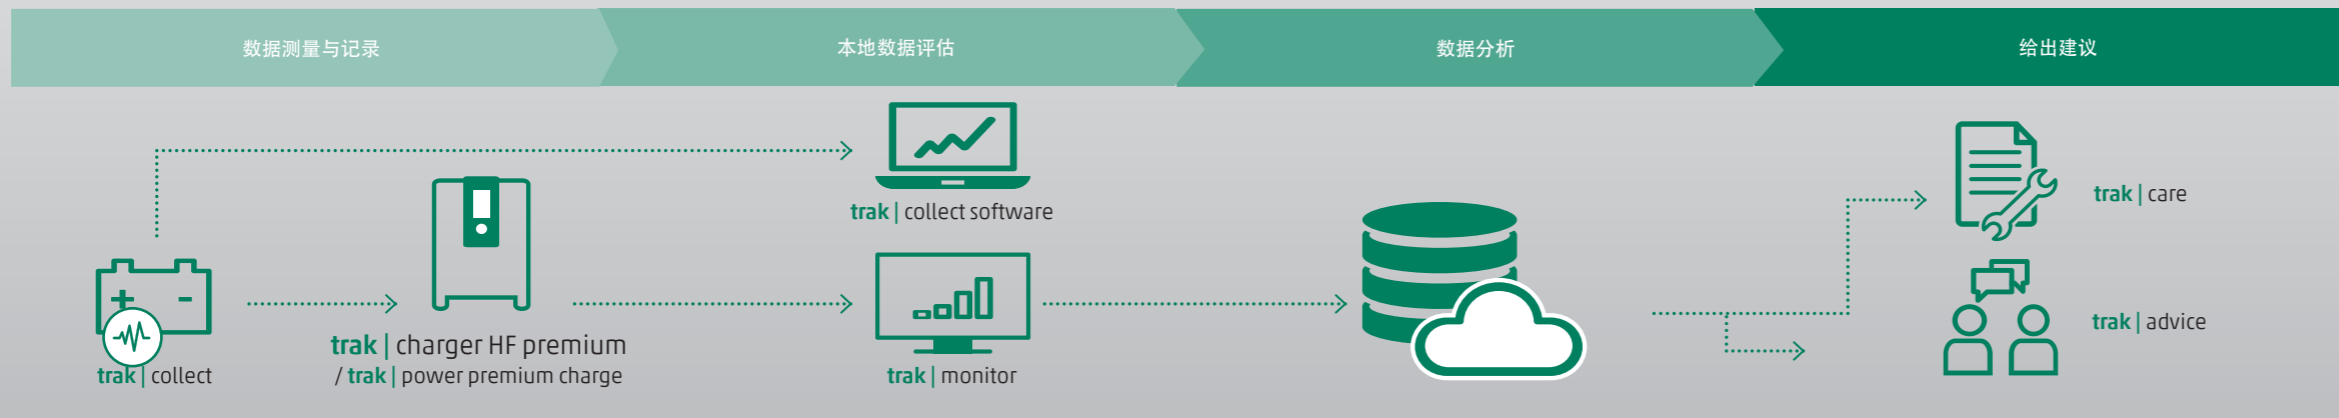 数据测量与记录
本地数据评估
数据分析
给出建议
trak | collect software
trak | care
trak | collect
trak | charger HF premium
/ trak | power premium charge
trak | monitor
trak | advice